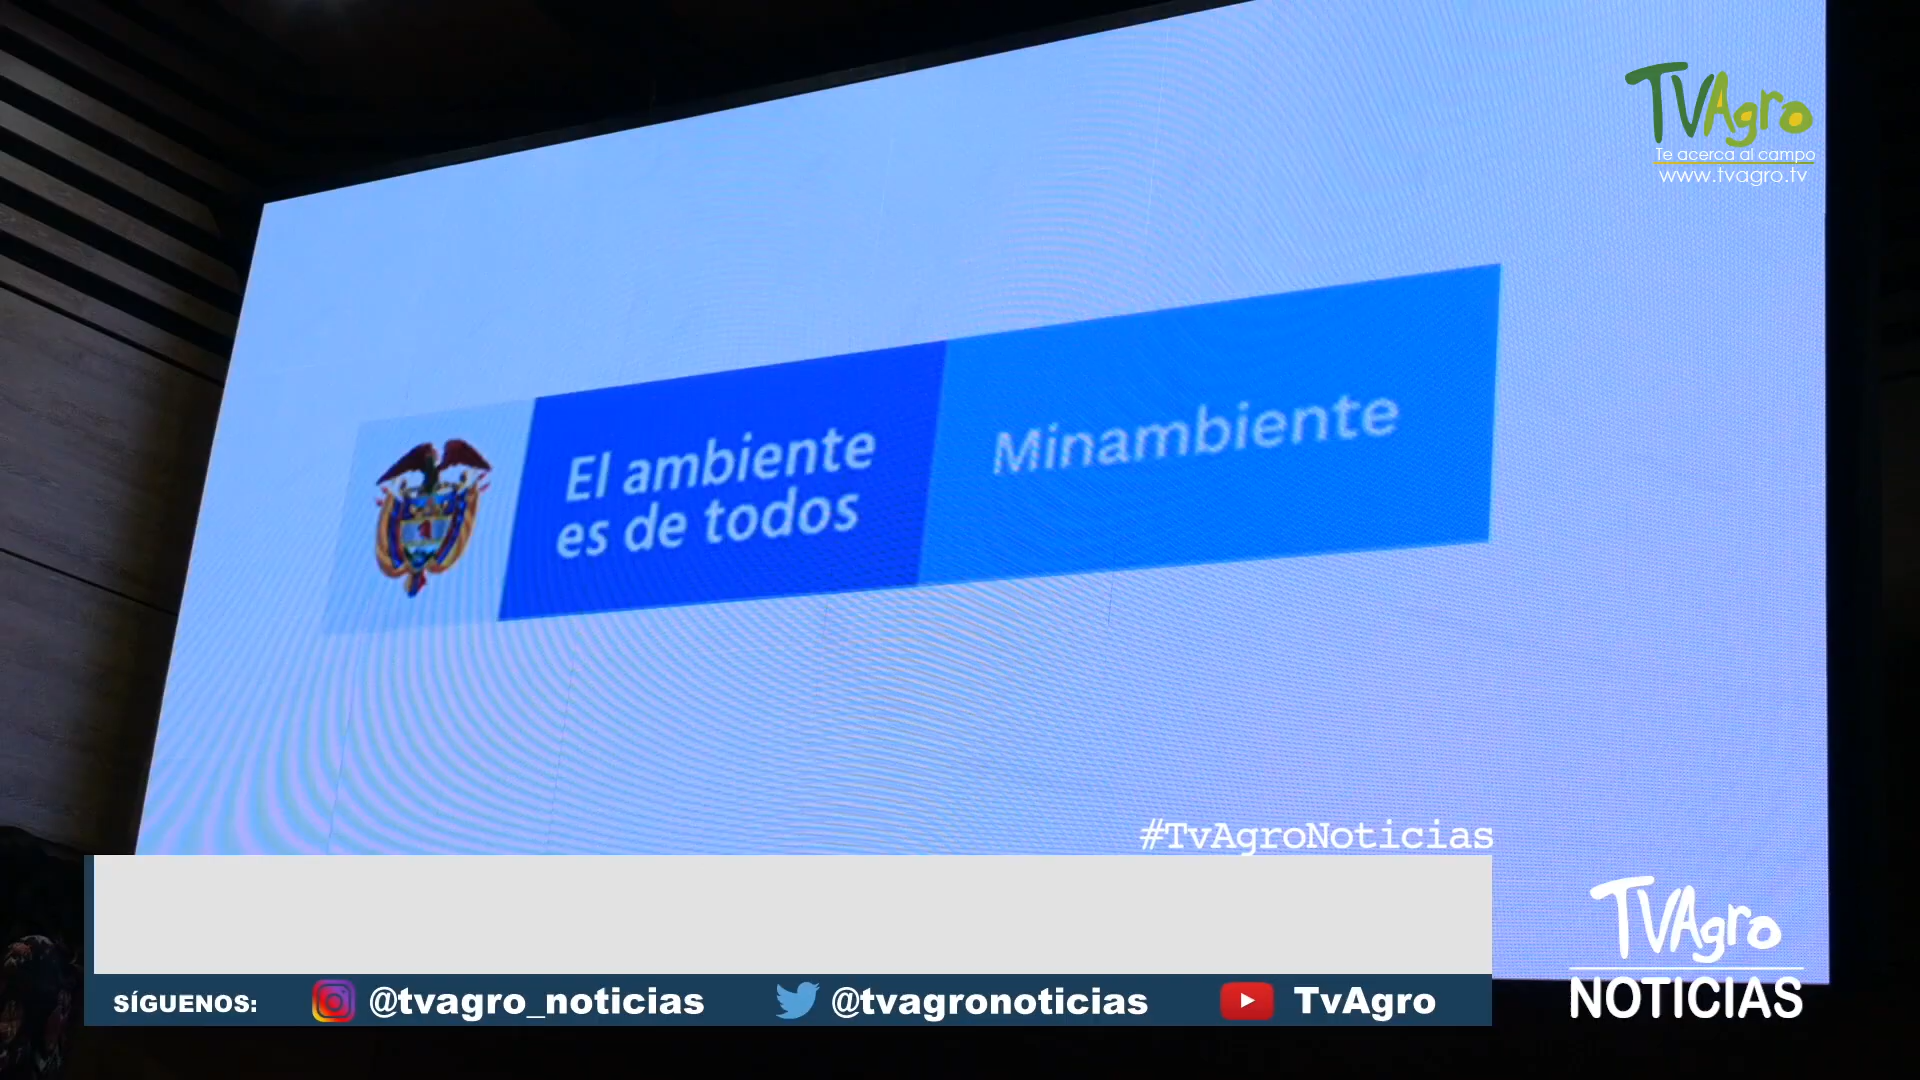 TVAgro
Te acerca al campo
www.tvagro.tv
El ambiente
es de todos
Minambiente
#TvAgroNoticias
TVAgro
NOTICIAS
SÍGUENOS: @tvagro_noticias @tvagronoticias TvAgro